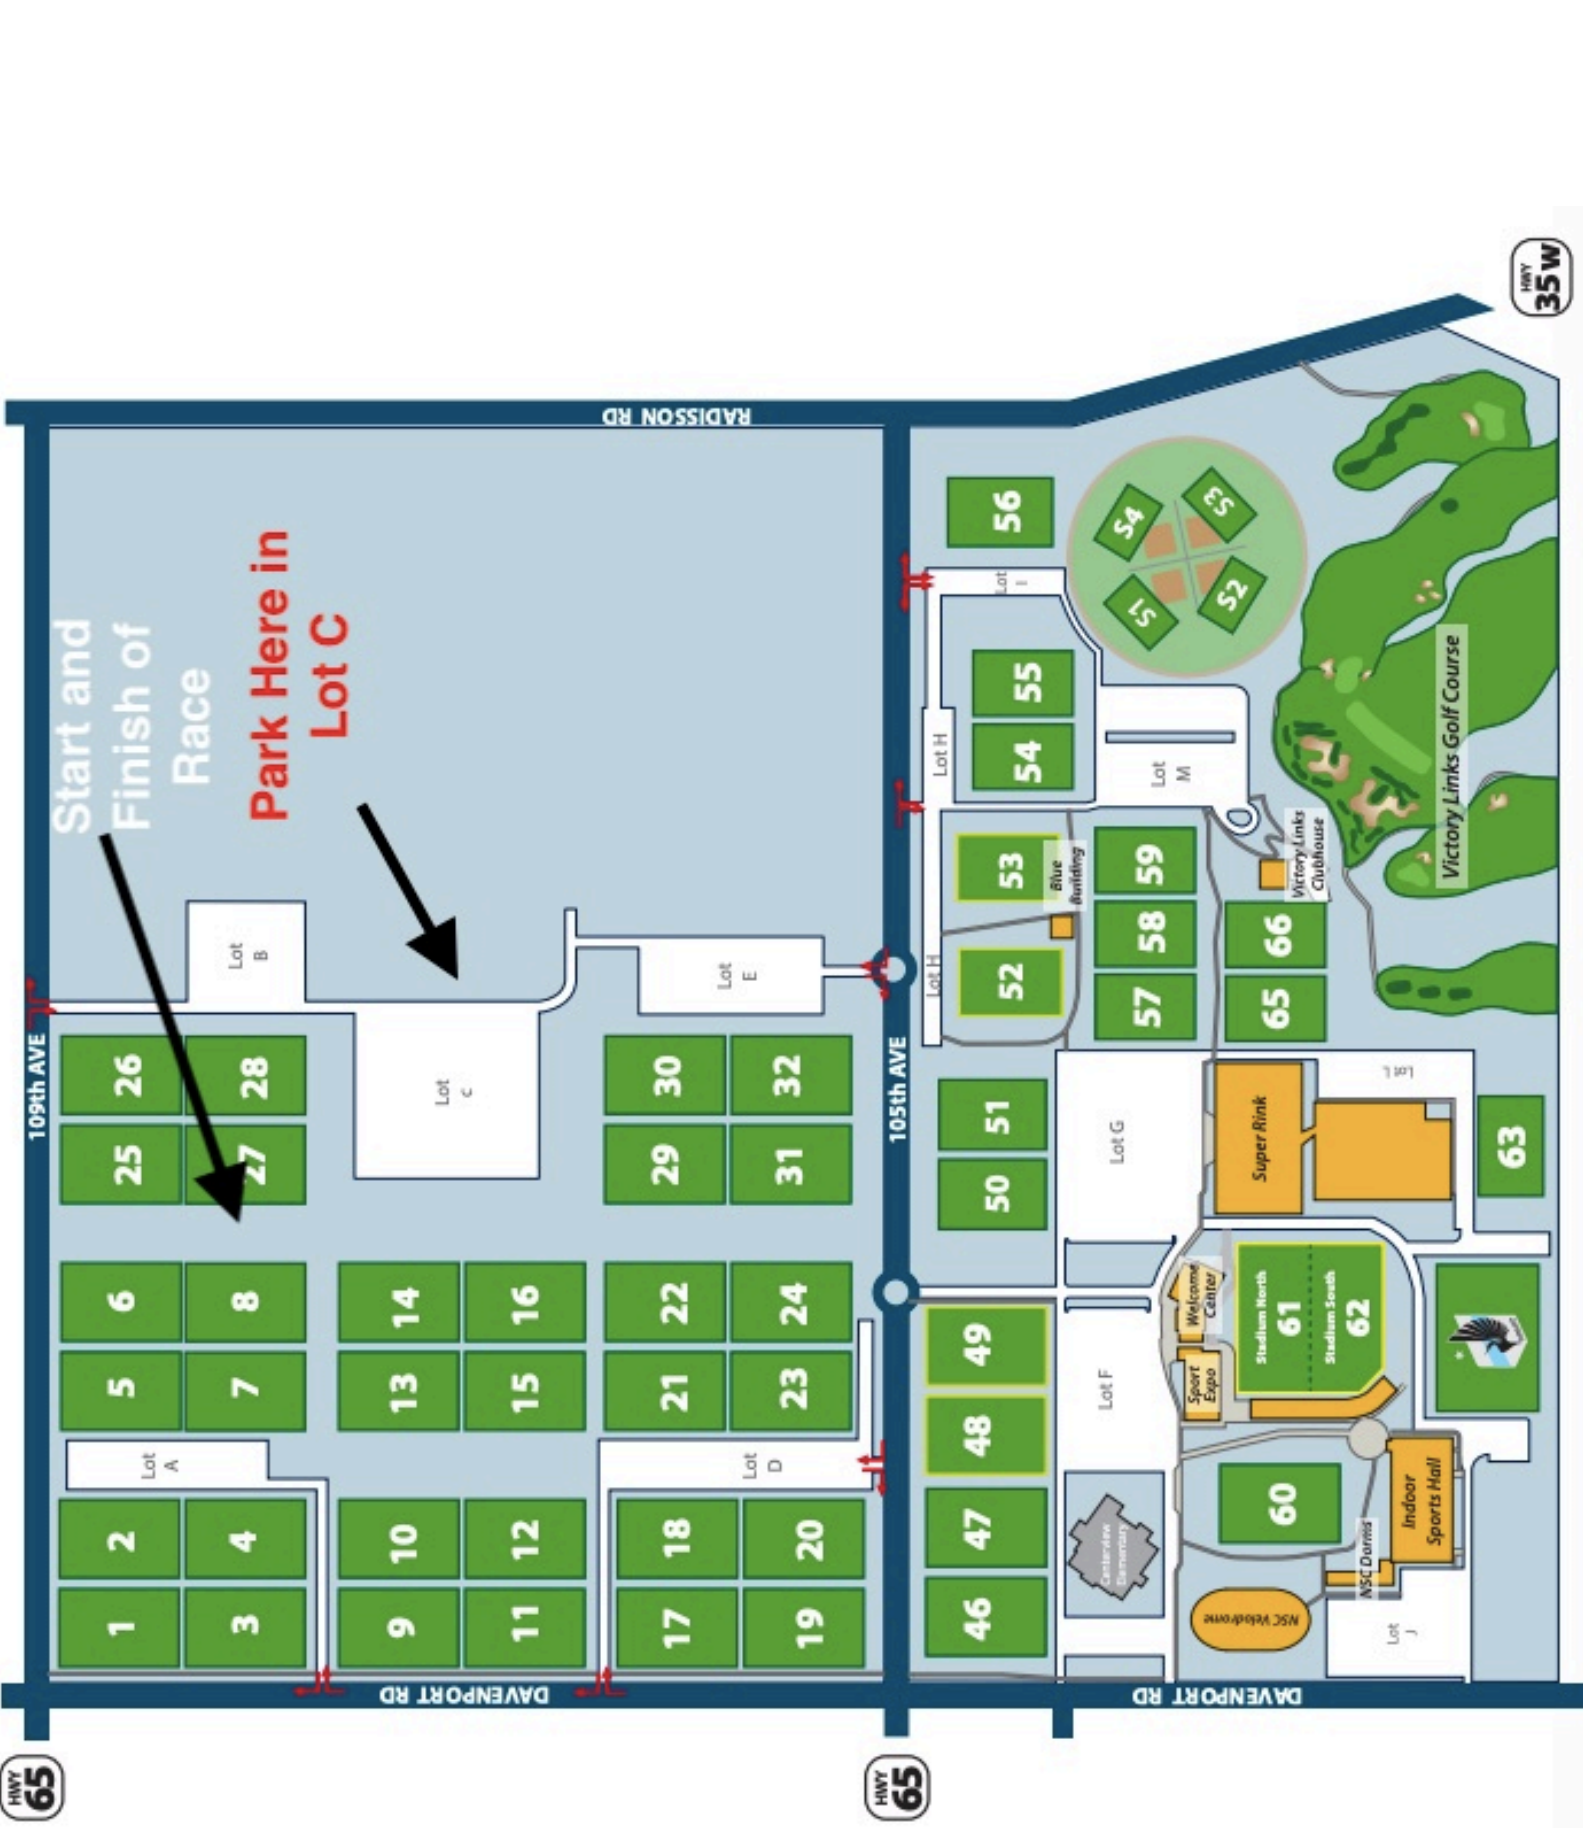 Start and
Finish of
Race
Park Here in
Lot C
109th AVE
RADISSON RD
105th AVE
DAVENPORT RD
DAVENPORT RD
HWY
65
HWY
65
HWY
35W
26
28
25
27
6
8
5
7
2
4
1
3
Lot
A
Lot
B
Lot
C
Lot
E
Lot
D
14
16
13
15
10
12
9
11
30
32
29
31
22
24
21
23
18
20
17
19
56
Lot
I
55
54
Lot H
Lot H
53
52
Blue
Building
51
50
49
48
47
46
S4
S3
S1
S2
Lot
M
59
58
57
66
65
Victory Links
Clubhouse
Victory Links Golf Course
Lot G
Lot L
Super Rink
63
Welcome
Center
Sport
Expo
Stadium North
61
Stadium South
62
Lot F
Centerview
Elementary
60
Indoor
Sports Hall
NSC Dorms
NSC Velodrome
Lot
J